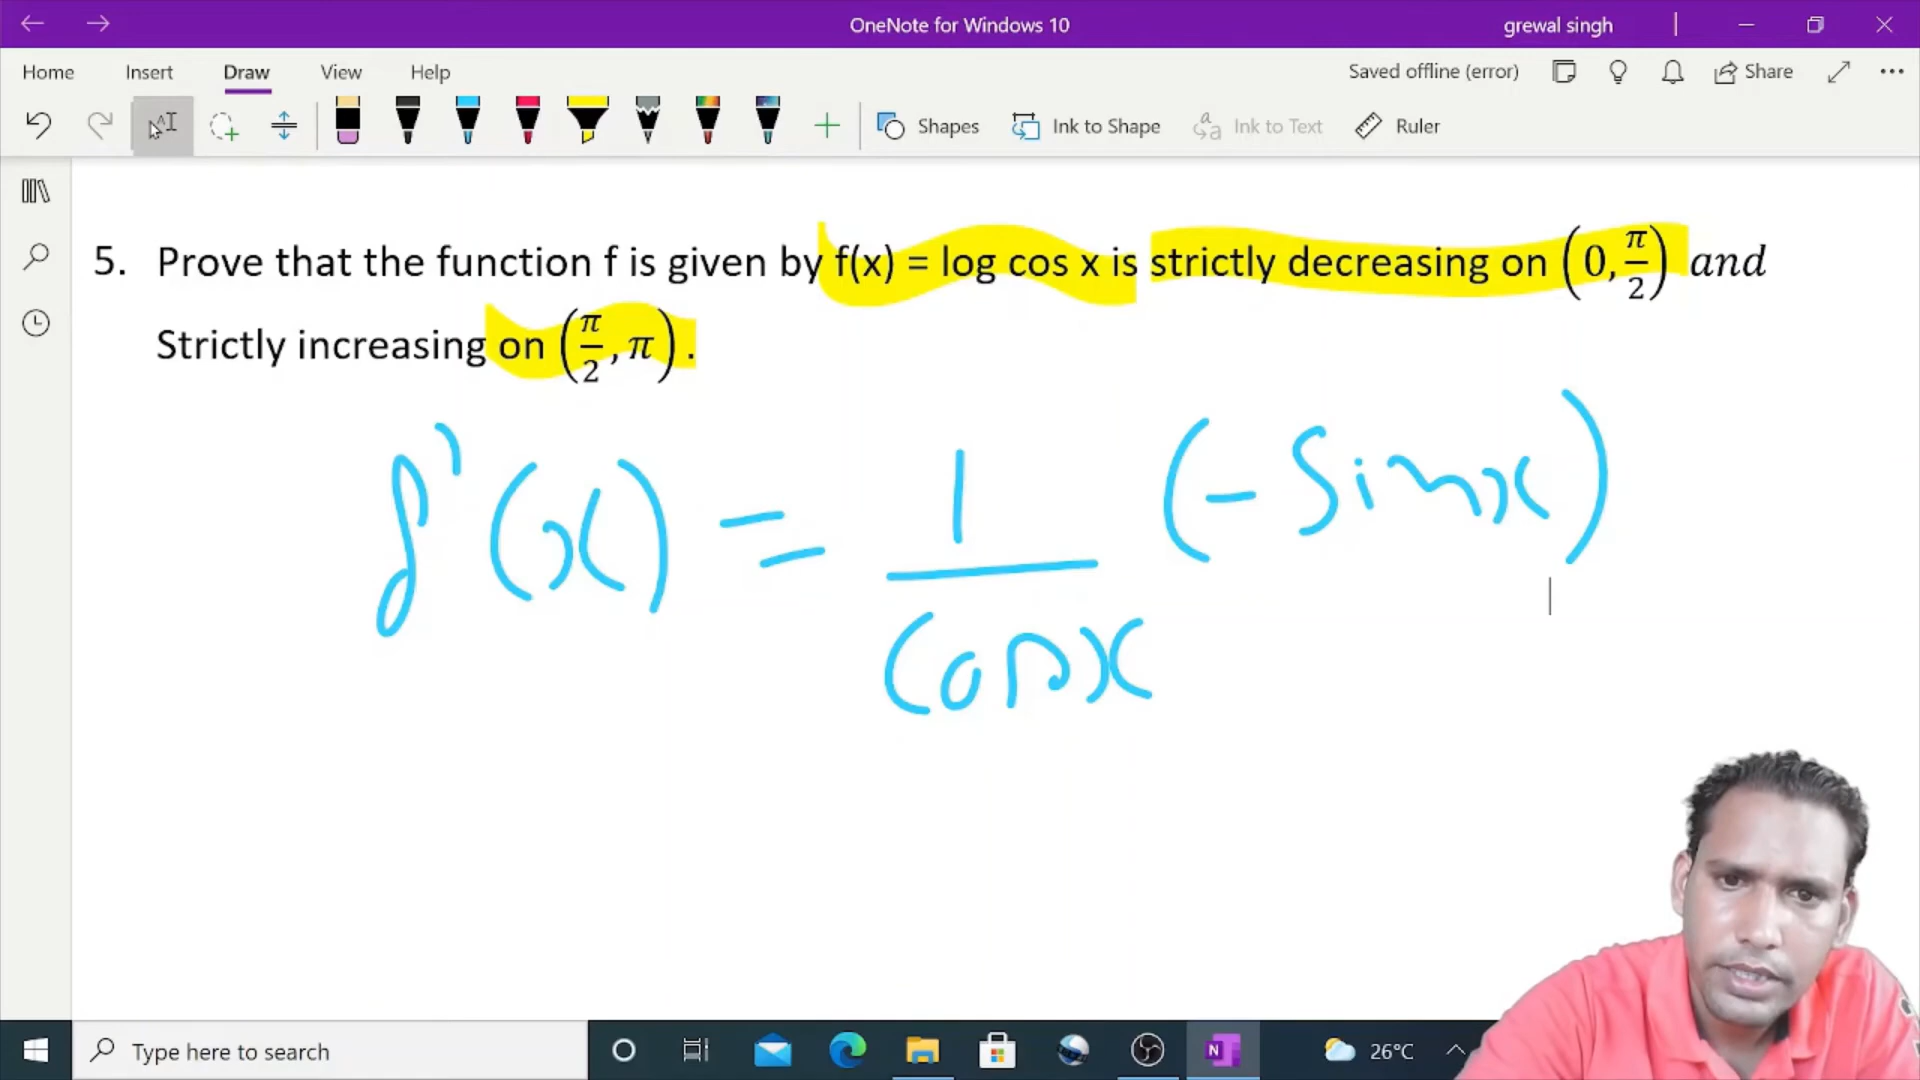 OneNote for Windows 10
grewal singh
Home Insert Draw View Help
Saved offline (error) Share
Shapes Ink to Shape Ink to Text Ruler
5. Prove that the function f is given by f(x) = log cos x is strictly decreasing on (0, π/2) and
Strictly increasing on (π/2, π).
f'(x) = 1/cosx (-Sinx)
Type here to search
26°C